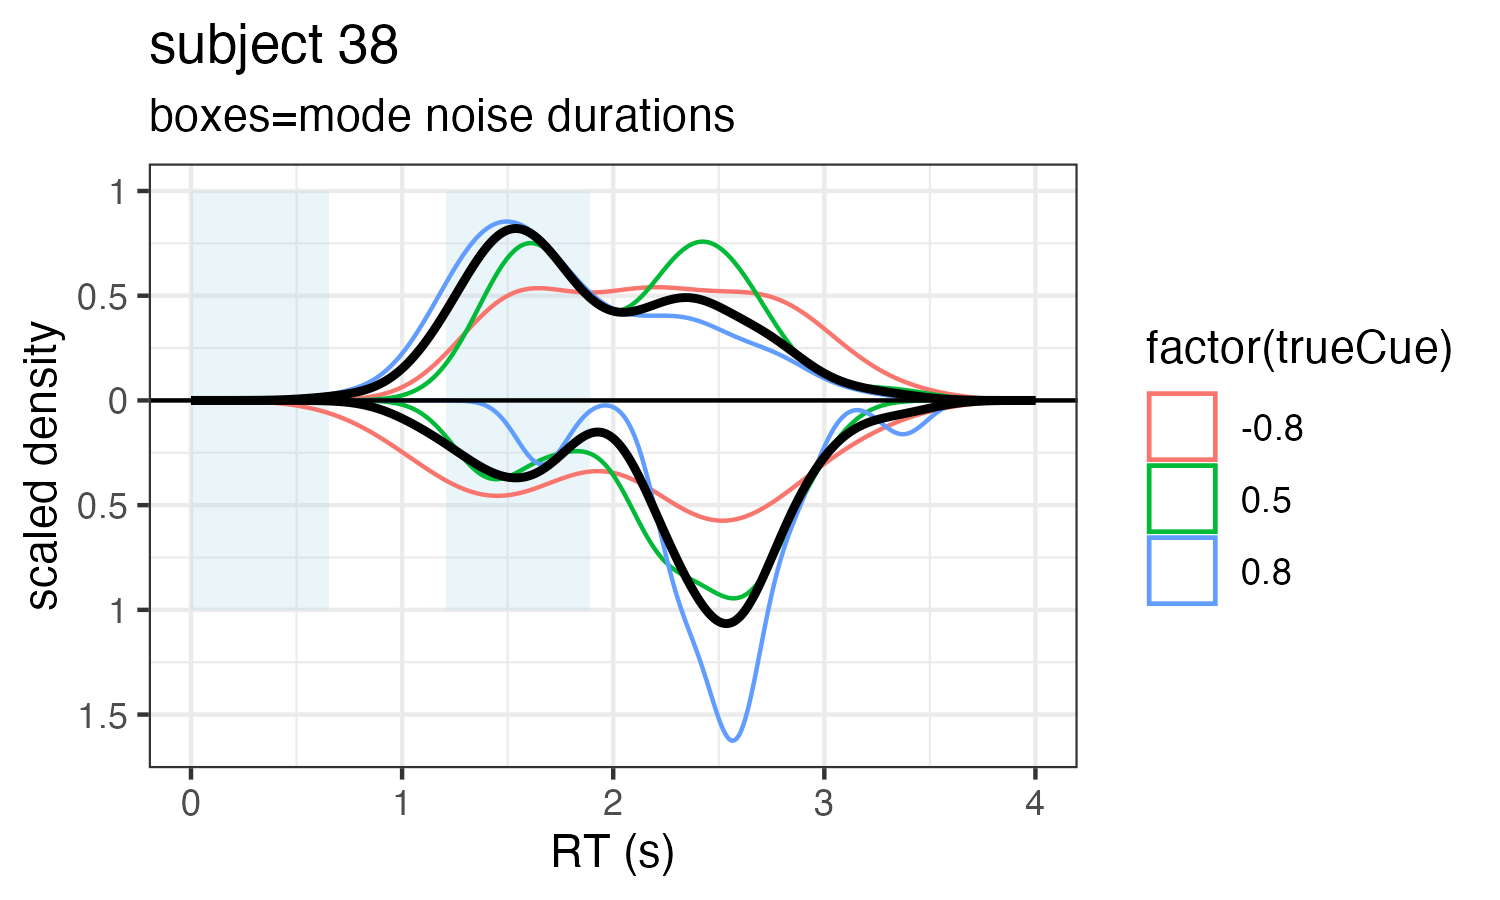 subject 38
boxes=mode noise durations
scaled density
1
0.5
0
0.5
1
1.5
0 1 2 3 4
RT (s)
factor(trueCue)
-0.8
0.5
0.8